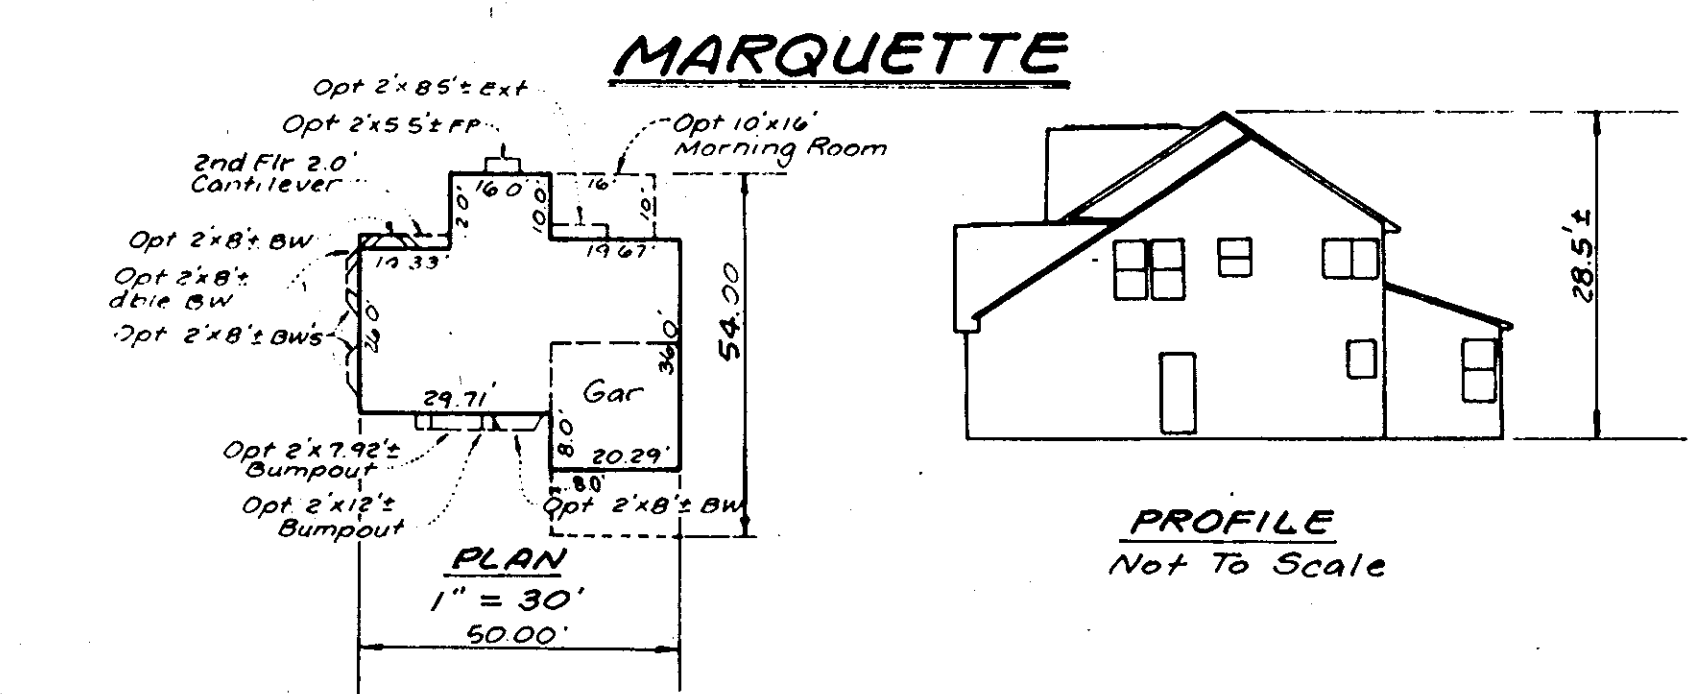 MARQUETTE
Opt 2'x 8.5'± Ext
Opt 2'x5.5'± FP
Opt 10'x16'
Morning Room
2nd Flr 2.0'
Cantilever
16.0'
16'
10'
10.0'
Opt 2'x8'± BW
19.67'
Opt 2'x8'±
dble BW
Opt 2'x8'± BW's
26.0'
36.0'
54.00
Gar
29.71'
8.0'
20.29'
Opt 2'x7.92'±
Bumpout
8.0'
Opt 2'x12'±
Bumpout
Opt 2'x8'± BW
PLAN
1" = 30'
50.00'
28.5'±
PROFILE
Not To Scale